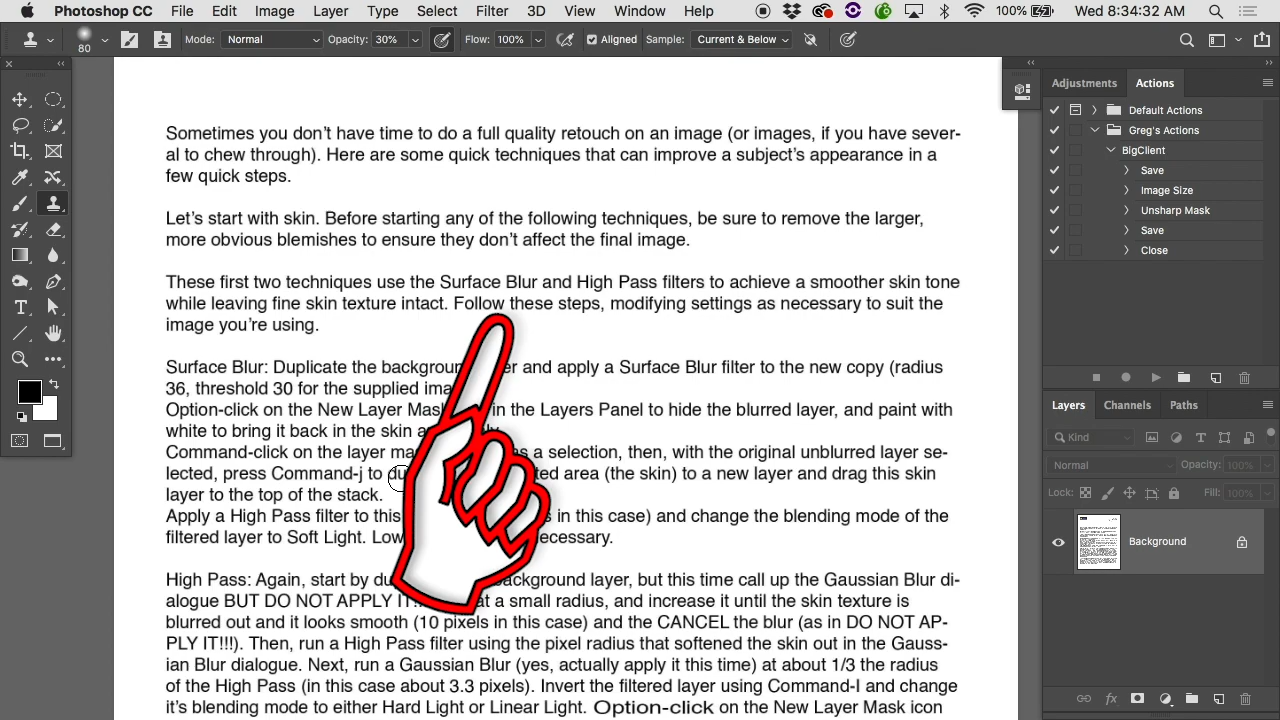 Photoshop CC File Edit Image Layer Type Select Filter 3D View Window Help 100% Wed 8:34:32 AM
80 Mode: Normal Opacity: 30% Flow: 100% Aligned Sample: Current & Below
Sometimes you don’t have time to do a full quality retouch on an image (or images, if you have sever-
al to chew through). Here are some quick techniques that can improve a subject’s appearance in a
few quick steps.
Let’s start with skin. Before starting any of the following techniques, be sure to remove the larger,
more obvious blemishes to ensure they don’t affect the final image.
These first two techniques use the Surface Blur and High Pass filters to achieve a smoother skin tone
while leaving fine skin texture intact. Follow these steps, modifying settings as necessary to suit the
image you’re using.
Surface Blur: Duplicate the background er and apply a Surface Blur filter to the new copy (radius
36, threshold 30 for the supplied
Option-click on the New Layer Mask in the Layers Panel to hide the blurred layer, and paint with
white to bring it back in the skin
Command-click on the layer as a selection, then, with the original unblurred layer se-
lected, press Command-j to area (the skin) to a new layer and drag this skin
layer to the top of the stack.
Apply a High Pass filter to this in this case) and change the blending mode of the
filtered layer to Soft Light. necessary.
High Pass: Again, start by background layer, but this time call up the Gaussian Blur di-
alogue BUT DO NOT APPLY at a small radius, and increase it until the skin texture is
blurred out and it looks smooth (10 pixels in this case) and the CANCEL the blur (as in DO NOT AP-
PLY IT!!!). Then, run a High Pass filter using the pixel radius that softened the skin out in the Gauss-
ian Blur dialogue. Next, run a Gaussian Blur (yes, actually apply it this time) at about 1/3 the radius
of the High Pass (in this case about 3.3 pixels). Invert the filtered layer using Command-I and change
it’s blending mode to either Hard Light or Linear Light. Option-click on the New Layer Mask icon
Adjustments Actions
Default Actions
Greg's Actions
BigClient
Save
Image Size
Unsharp Mask
Save
Close
Layers Channels Paths
Kind
Normal Opacity: 100%
Lock: Fill: 100%
Background